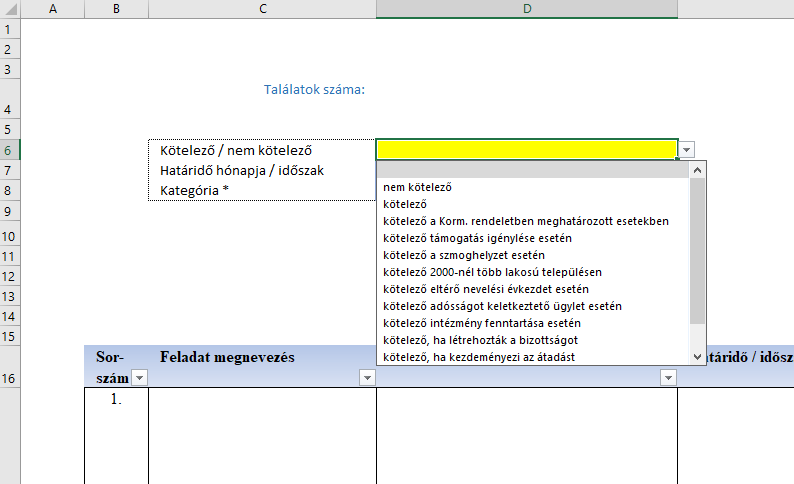 A B C D
1
2
3
Találatok száma:
4
5
6 Kötelező / nem kötelező
7 Határidő hónapja / időszak
8 Kategória *
nem kötelező
kötelező
9 kötelező a Korm. rendeletben meghatározott esetekben
10 kötelező támogatás igénylése esetén
11 kötelező a szmoghelyzet esetén
12 kötelező 2000-nél több lakosú településen
13 kötelező eltérő nevelési évkezdet esetén
14 kötelező adósságot keletkeztető ügylet esetén
15 kötelező intézmény fenntartása esetén
kötelező, ha létrehozták a bizottságot
Sor- Feladat megnevezés kötelező, ha kezdeményezi az átadást
16 szám
1.